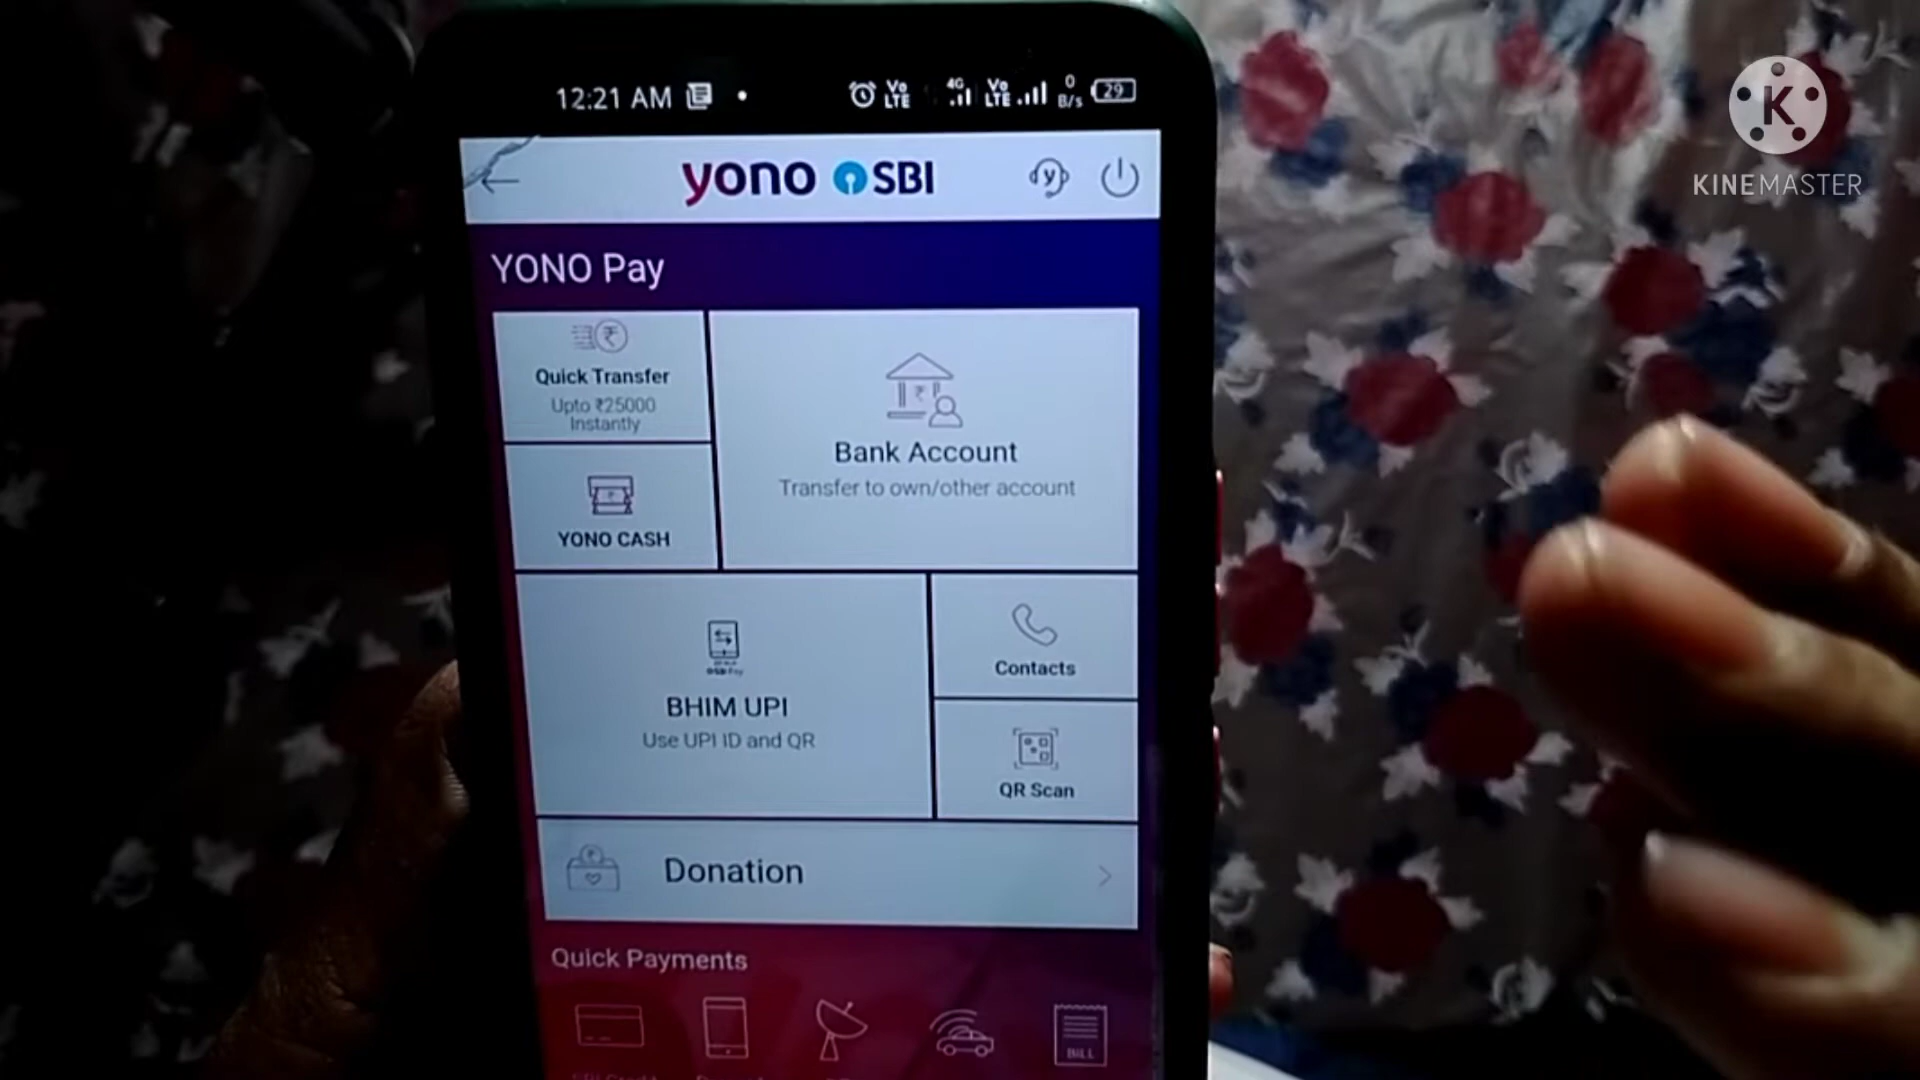 12:21 AM
Vo
LTE
4G
Vo
LTE
0
B/s
29
yono SBI
K
KINEMASTER
YONO Pay
Quick Transfer
Upto ₹25000
Instantly
Bank Account
Transfer to own/other account
YONO CASH
BHIM UPI
Use UPI ID and QR
Contacts
QR Scan
Donation
Quick Payments
BILL